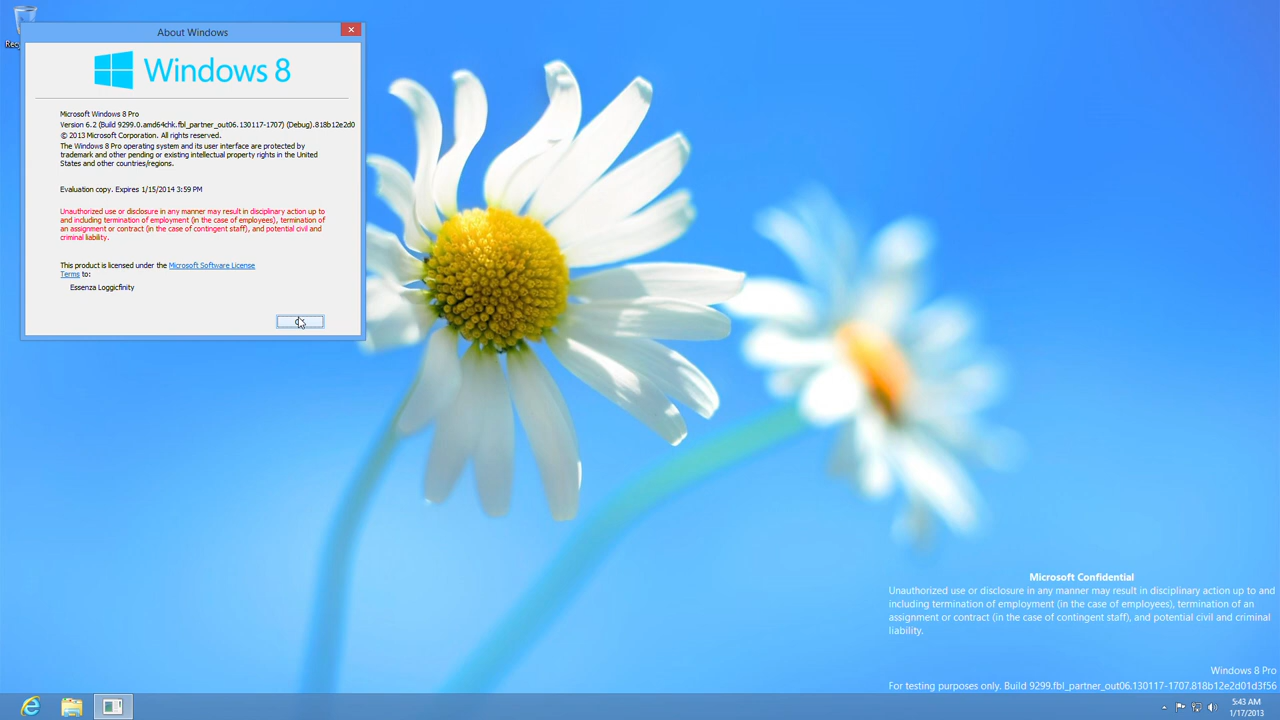 Rec
About Windows
Windows 8
Microsoft Windows 8 Pro
Version 6.2 (Build 9299.0.amd64chk.fbl_partner_out06.130117-1707) (Debug).818b12e2d0
© 2013 Microsoft Corporation. All rights reserved.
The Windows 8 Pro operating system and its user interface are protected by
trademark and other pending or existing intellectual property rights in the United
States and other countries/regions.
Evaluation copy. Expires 1/15/2014 3:59 PM
Unauthorized use or disclosure in any manner may result in disciplinary action up to
and including termination of employment (in the case of employees), termination of
an assignment or contract (in the case of contingent staff), and potential civil and
criminal liability.
This product is licensed under the Microsoft Software License
Terms to:
Essenza Loggicfinity
Microsoft Confidential
Unauthorized use or disclosure in any manner may result in disciplinary action up to and
including termination of employment (in the case of employees), termination of an
assignment or contract (in the case of contingent staff), and potential civil and criminal
liability.
Windows 8 Pro
For testing purposes only. Build 9299.fbl_partner_out06.130117-1707.818b12e2d01d3f56
5:43 AM
1/17/2013